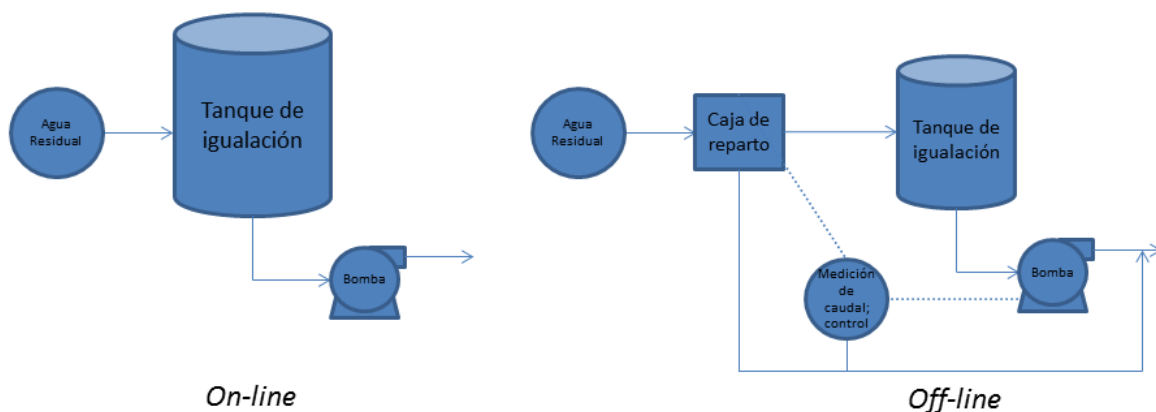 Agua
Residual
Tanque de
igualación
Bomba
On-line
Agua
Residual
Caja de
reparto
Tanque de
igualación
Medición
de
caudal;
control
Bomba
Off-line